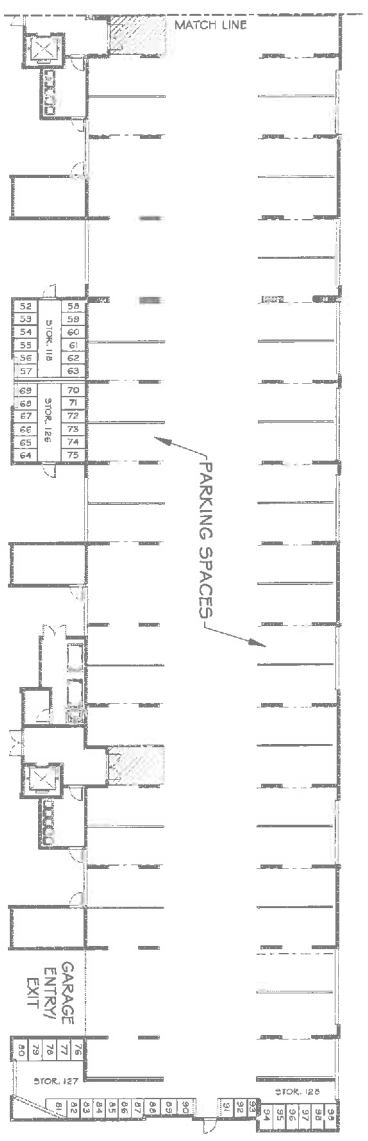 MATCH LINE
52 58
53 59
54 60
55 61
56 62
57 63
STOR. 118
69 70
68 71
67 72
66 73
65 74
64 75
STOR. 126
PARKING SPACES
GARAGE
ENTRY/
EXIT
80 79 78 77 76
STOR. 127
81 82 83 84 85 86 87 88 89 90
91 92 93
STOR. 128
94 95 96 97 98